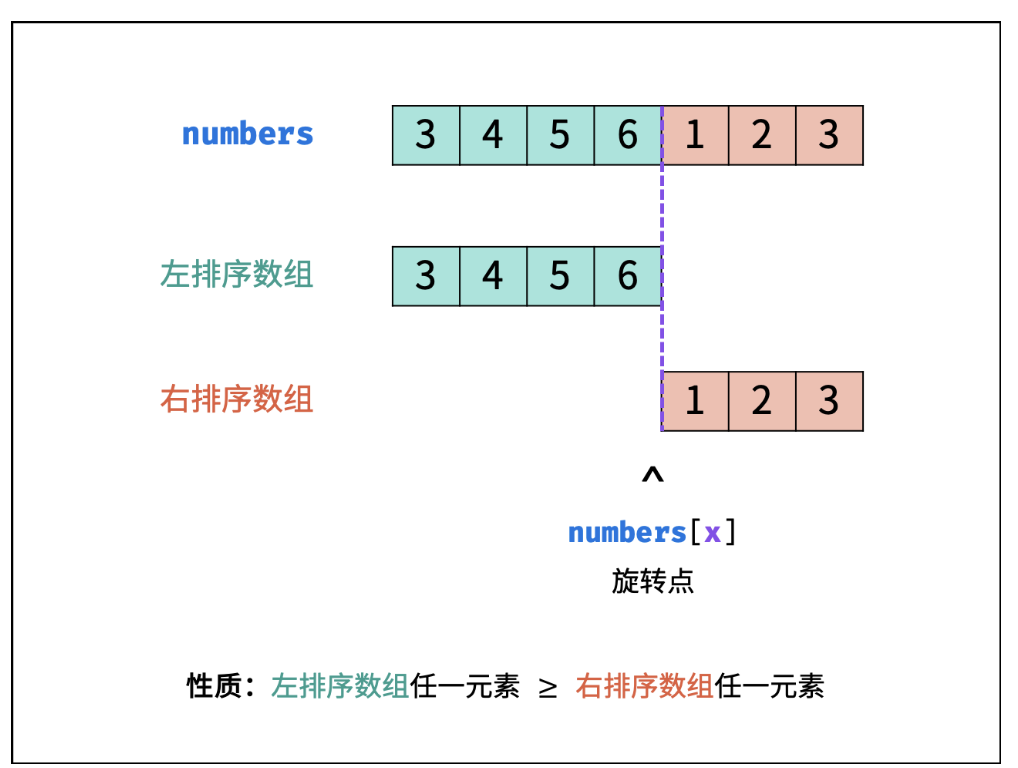 numbers 3 4 5 6 1 2 3
左排序数组 3 4 5 6
右排序数组 1 2 3
^
numbers[x]
旋转点
性质：左排序数组任一元素 ≥ 右排序数组任一元素